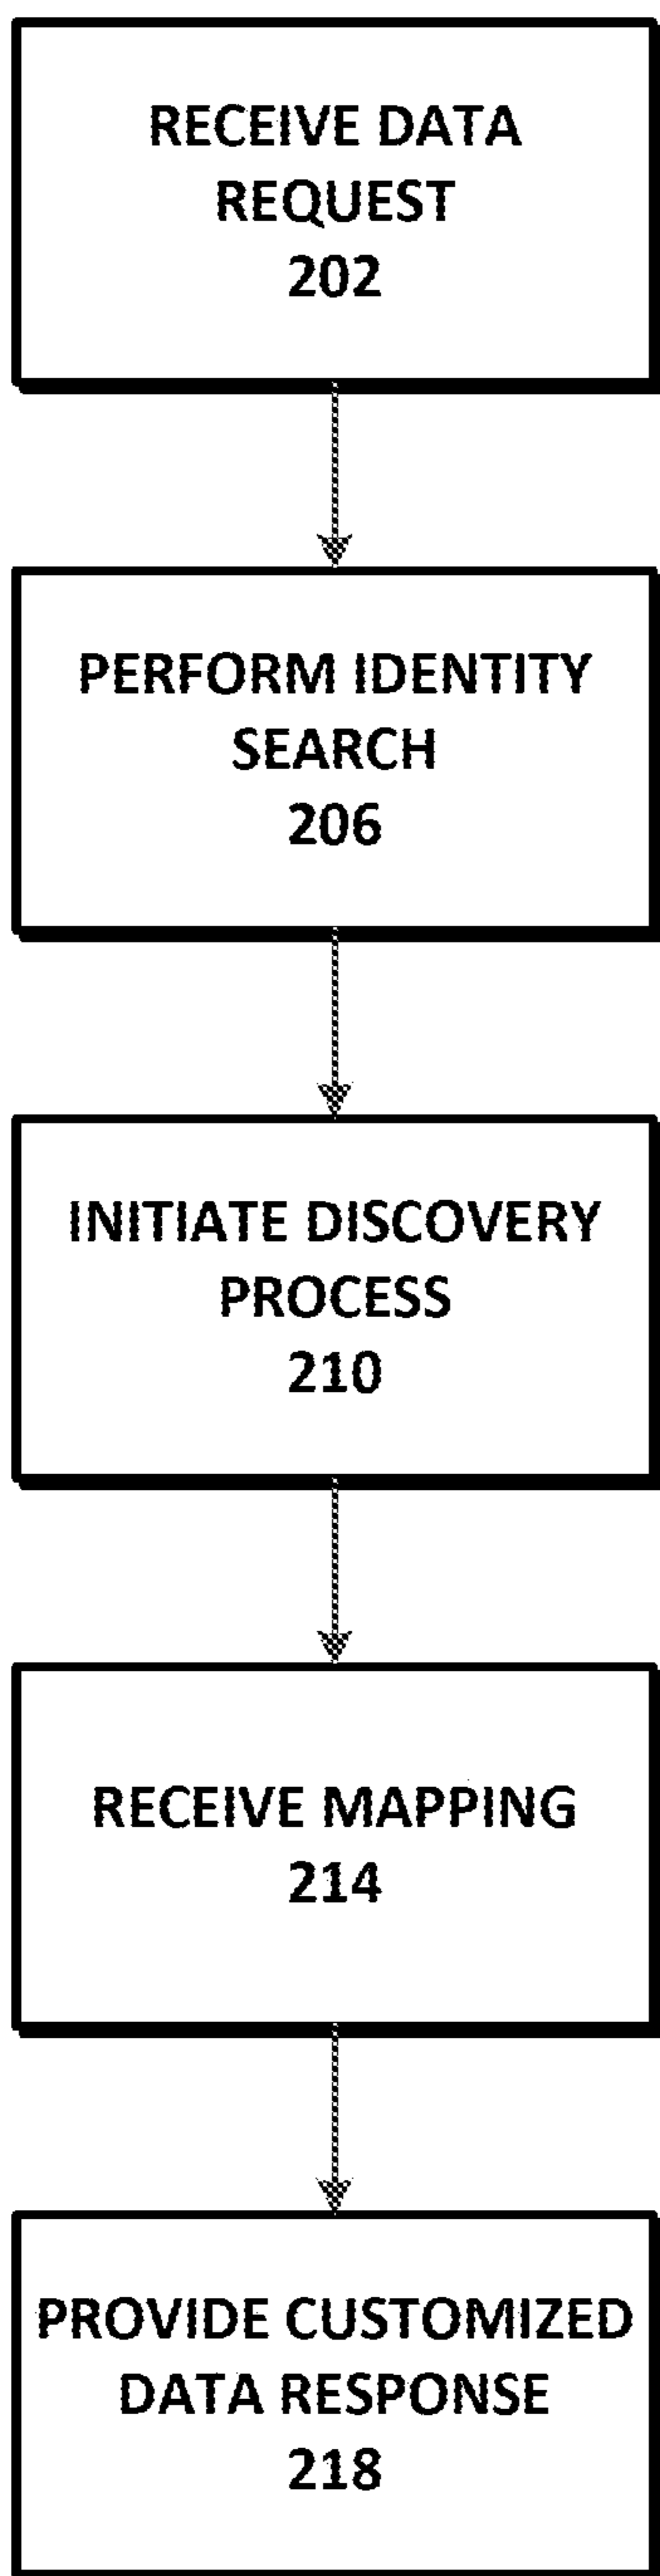 RECEIVE DATA
REQUEST
202
PERFORM IDENTITY
SEARCH
206
INITIATE DISCOVERY
PROCESS
210
RECEIVE MAPPING
214
PROVIDE CUSTOMIZED
DATA RESPONSE
218